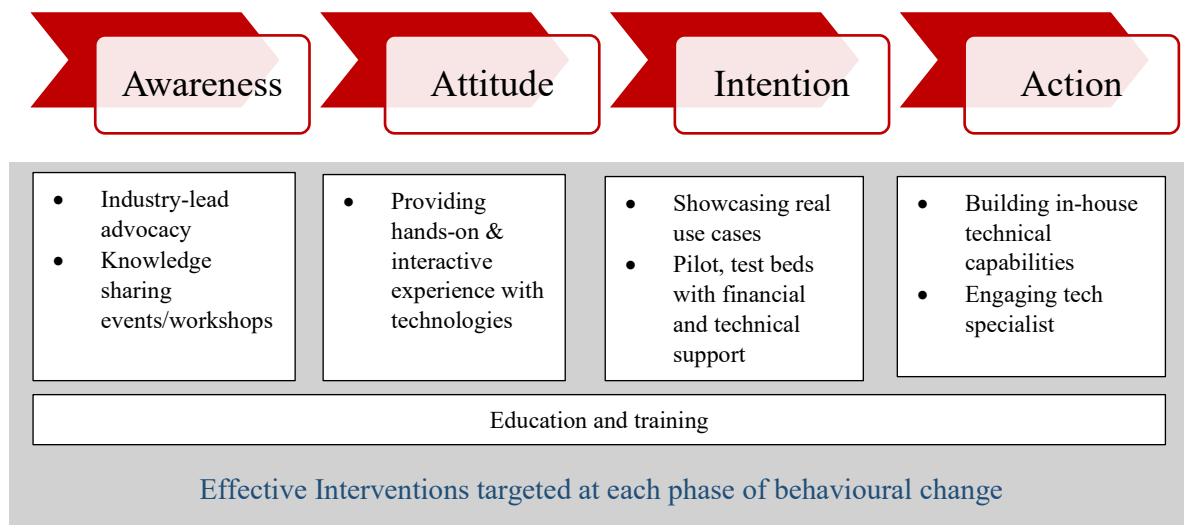 Awareness
Attitude
Intention
Action
• Industry-lead
advocacy
• Knowledge
sharing
events/workshops
• Providing
hands-on &
interactive
experience with
technologies
• Showcasing real
use cases
• Pilot, test beds
with financial
and technical
support
• Building in-house
technical
capabilities
• Engaging tech
specialist
Education and training
Effective Interventions targeted at each phase of behavioural change